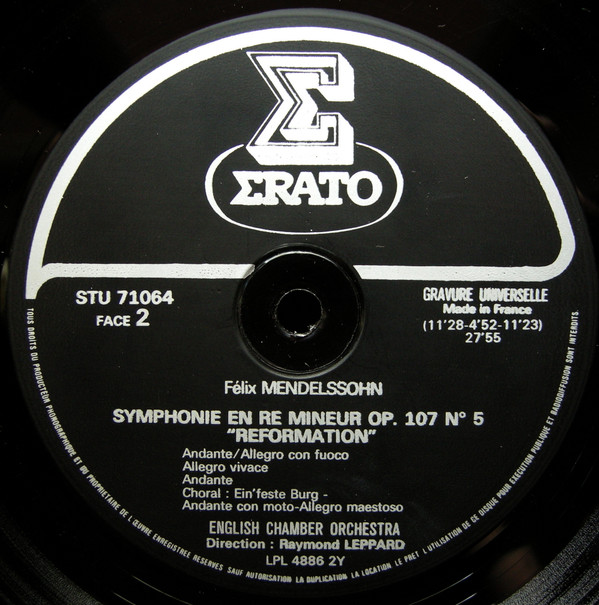 Σ
ΣRATO
STU 71064
FACE 2
GRAVURE UNIVERSELLE
Made in France
(11'28-4'52-11'23)
27'55
Félix MENDELSSOHN
SYMPHONIE EN RE MINEUR OP. 107 N° 5
"REFORMATION"
Andante/Allegro con fuoco
Allegro vivace
Andante
Choral : Ein'feste Burg -
Andante con moto-Allegro maestoso
ENGLISH CHAMBER ORCHESTRA
Direction : Raymond LEPPARD
LPL 4886 2Y
TOUS DROITS DU PRODUCTEUR PHONOGRAPHIQUE ET DU PROPRIETAIRE DE L'ŒUVRE ENREGISTREE RESERVES SAUF AUTORISATION LA DUPLICATION LA LOCATION LE PRET L'UTILISATION DE CE DISQUE POUR EXECUTION PUBLIQUE ET RADIODIFFUSION SONT INTERDITS